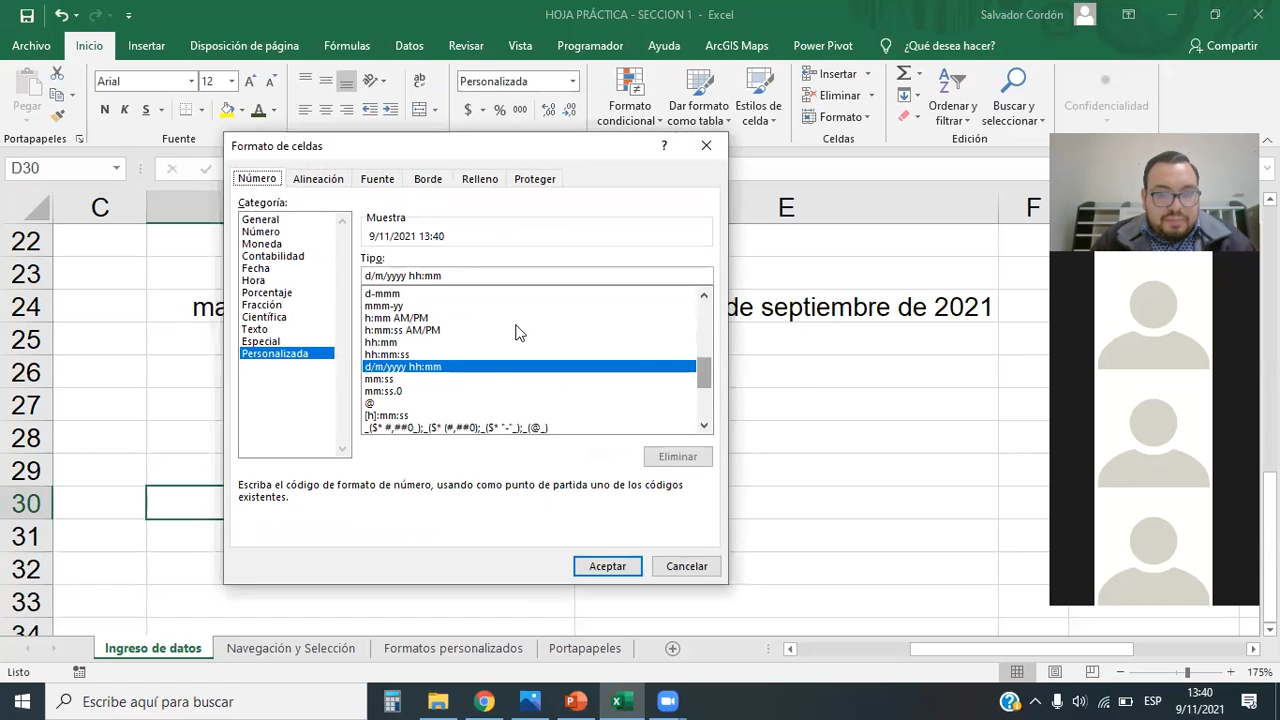 HOJA PRÁCTICA - SECCION 1 - Excel
Salvador Cordón
Archivo Inicio Insertar Disposición de página Fórmulas Datos Revisar Vista Programador Ayuda ArcGIS Maps Power Pivot ¿Qué desea hacer? Compartir
Pegar
Portapapeles
Arial 12
N K S
Fuente
ab
Personalizada
$ % 000
Formato condicional
Dar formato como tabla
Estilos de celda
Insertar
Eliminar
Formato
Celdas
Ordenar y filtrar
Buscar y seleccionar
Edición
Confidencialidad
Confidencialidad
D30
C E F
22
23
24 ma de septiembre de 2021
25
26
27
28
29
30
31
32
33
34
Formato de celdas
?
Número Alineación Fuente Borde Relleno Proteger
Categoría:
General
Número
Moneda
Contabilidad
Fecha
Hora
Porcentaje
Fracción
Científica
Texto
Especial
Personalizada
Muestra
9/11/2021 13:40
Tipo:
d/m/yyyy hh:mm
d-mmm
mmm-yy
h:mm AM/PM
h:mm:ss AM/PM
hh:mm
hh:mm:ss
d/m/yyyy hh:mm
mm:ss
mm:ss.0
@
[h]:mm:ss
_($* #,##0_);_($* (#,##0);_($* "-"_);_(@_)
Eliminar
Escriba el código de formato de número, usando como punto de partida uno de los códigos
existentes.
Aceptar Cancelar
Ingreso de datos Navegación y Selección Formatos personalizados Portapapeles
Listo
175%
Escribe aquí para buscar
ESP
13:40
9/11/2021